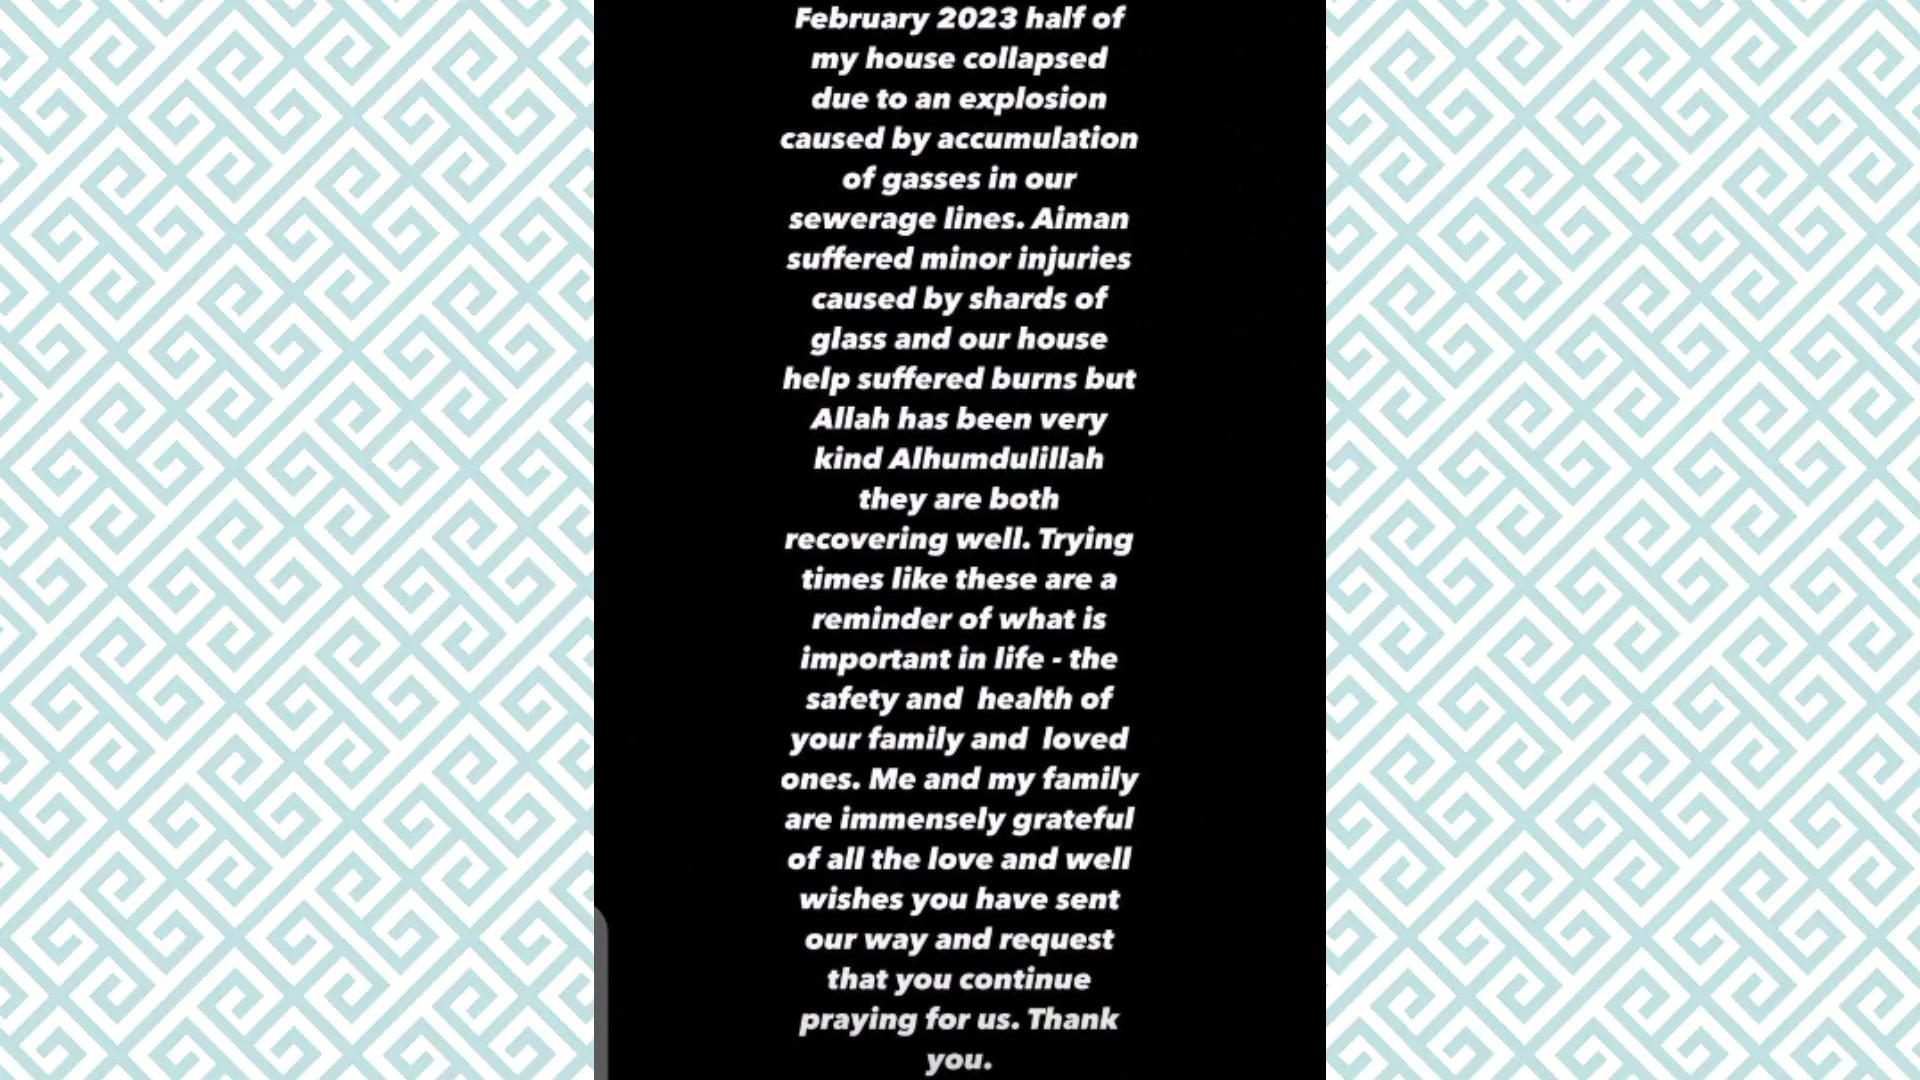 February 2023 half of
my house collapsed
due to an explosion
caused by accumulation
of gasses in our
sewerage lines. Aiman
suffered minor injuries
caused by shards of
glass and our house
help suffered burns but
Allah has been very
kind Alhumdulillah
they are both
recovering well. Trying
times like these are a
reminder of what is
important in life - the
safety and  health of
your family and  loved
ones. Me and my family
are immensely grateful
of all the love and well
wishes you have sent
our way and request
that you continue
praying for us. Thank
you.